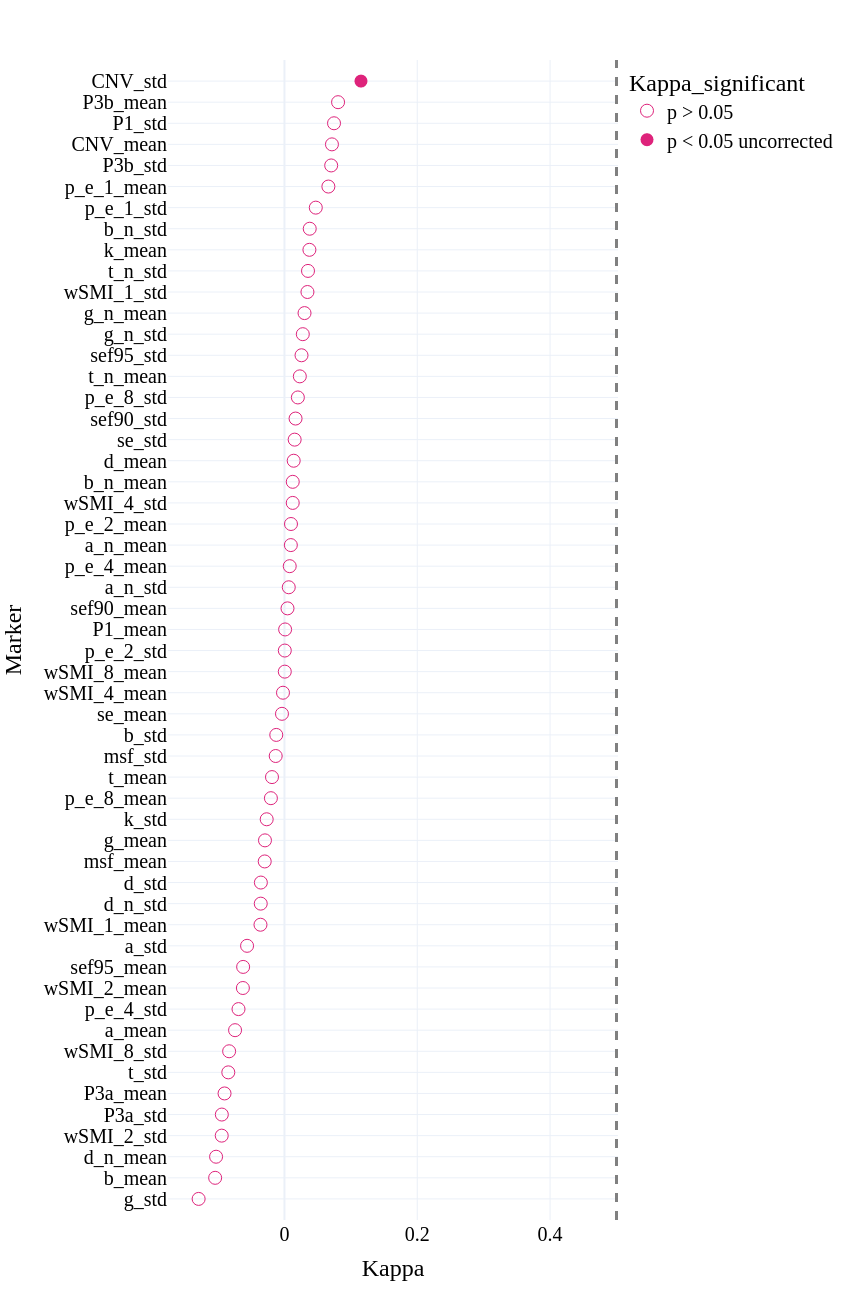 Kappa_significant
p > 0.05
p < 0.05 uncorrected
Marker
CNV_std
P3b_mean
P1_std
CNV_mean
P3b_std
p_e_1_mean
p_e_1_std
b_n_std
k_mean
t_n_std
wSMI_1_std
g_n_mean
g_n_std
sef95_std
t_n_mean
p_e_8_std
sef90_std
se_std
d_mean
b_n_mean
wSMI_4_std
p_e_2_mean
a_n_mean
p_e_4_mean
a_n_std
sef90_mean
P1_mean
p_e_2_std
wSMI_8_mean
wSMI_4_mean
se_mean
b_std
msf_std
t_mean
p_e_8_mean
k_std
g_mean
msf_mean
d_std
d_n_std
wSMI_1_mean
a_std
sef95_mean
wSMI_2_mean
p_e_4_std
a_mean
wSMI_8_std
t_std
P3a_mean
P3a_std
wSMI_2_std
d_n_mean
b_mean
g_std
0 0.2 0.4
Kappa